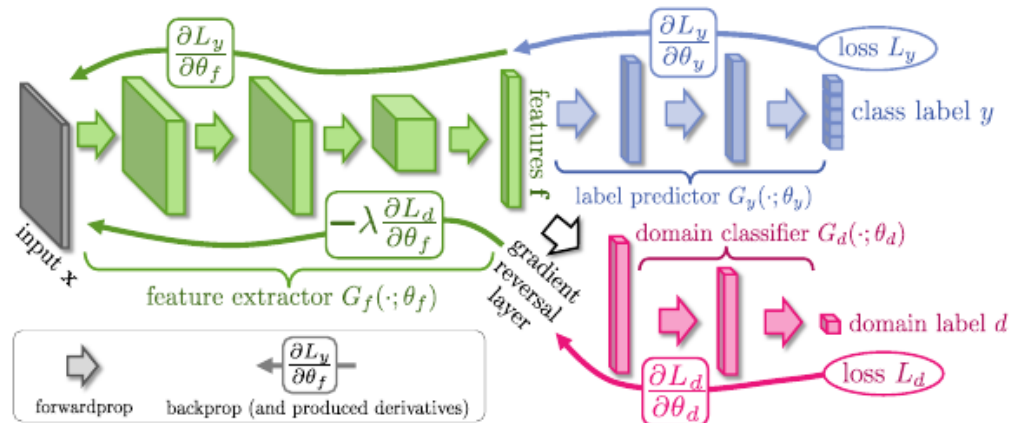 ∂L_y/∂θ_f
∂L_y/∂θ_y
loss L_y
features f
class label y
label predictor G_y(·; θ_y)
input x
−λ ∂L_d/∂θ_f
feature extractor G_f(·; θ_f)
gradient
reversal
layer
domain classifier G_d(·; θ_d)
domain label d
∂L_d/∂θ_d
loss L_d
forwardprop
∂L_y/∂θ_f
backprop (and produced derivatives)